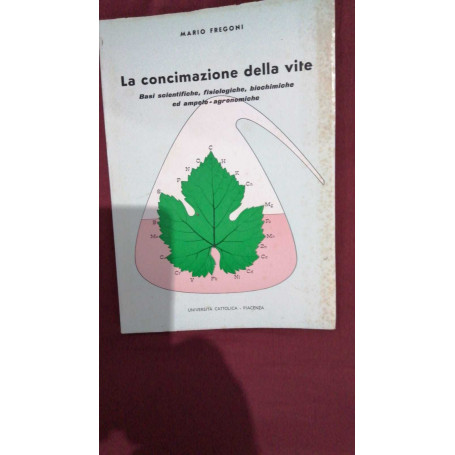 MARIO FREGONI
La concimazione della vite
Basi scientifiche, fisiologiche, biochimiche
ed ampelo-agronomiche
UNIVERSITÀ CATTOLICA - PIACENZA